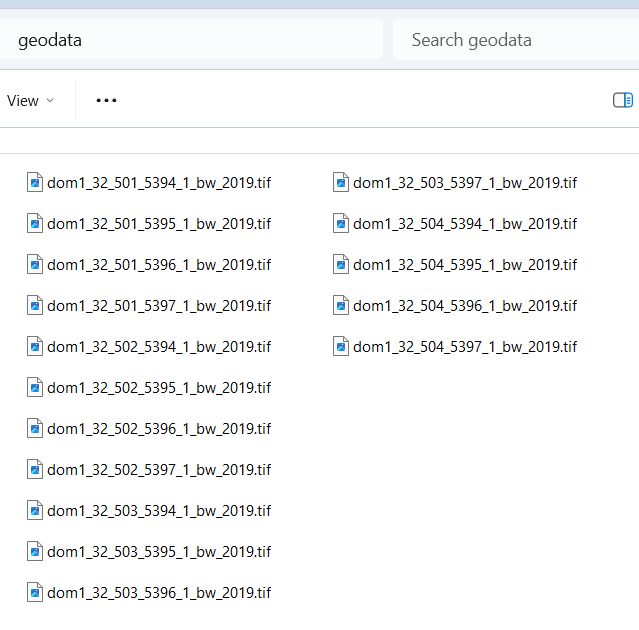 geodata
Search geodata
View
dom1_32_501_5394_1_bw_2019.tif
dom1_32_501_5395_1_bw_2019.tif
dom1_32_501_5396_1_bw_2019.tif
dom1_32_501_5397_1_bw_2019.tif
dom1_32_502_5394_1_bw_2019.tif
dom1_32_502_5395_1_bw_2019.tif
dom1_32_502_5396_1_bw_2019.tif
dom1_32_502_5397_1_bw_2019.tif
dom1_32_503_5394_1_bw_2019.tif
dom1_32_503_5395_1_bw_2019.tif
dom1_32_503_5396_1_bw_2019.tif
dom1_32_503_5397_1_bw_2019.tif
dom1_32_504_5394_1_bw_2019.tif
dom1_32_504_5395_1_bw_2019.tif
dom1_32_504_5396_1_bw_2019.tif
dom1_32_504_5397_1_bw_2019.tif